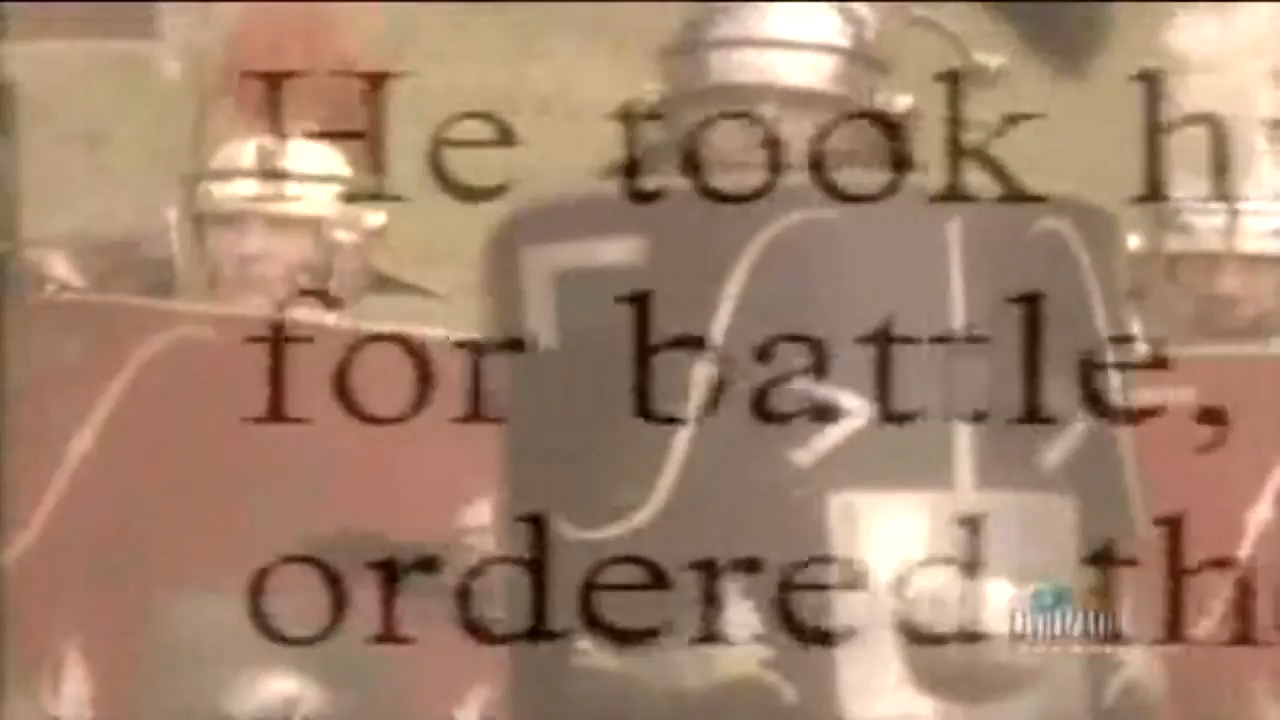 He took h
for battle,
ordered th